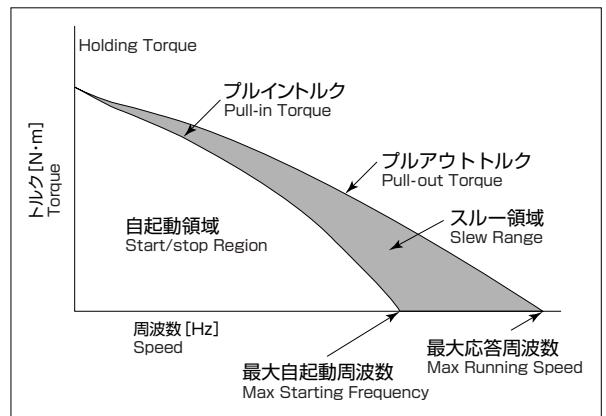 Holding Torque
プルイントルク
Pull-in Torque
プルアウトトルク
Pull-out Torque
トルク[N・m]
Torque
自起動領域
Start/stop Region
スルー領域
Slew Range
周波数[Hz]
Speed
最大自起動周波数
Max Starting Frequency
最大応答周波数
Max Running Speed